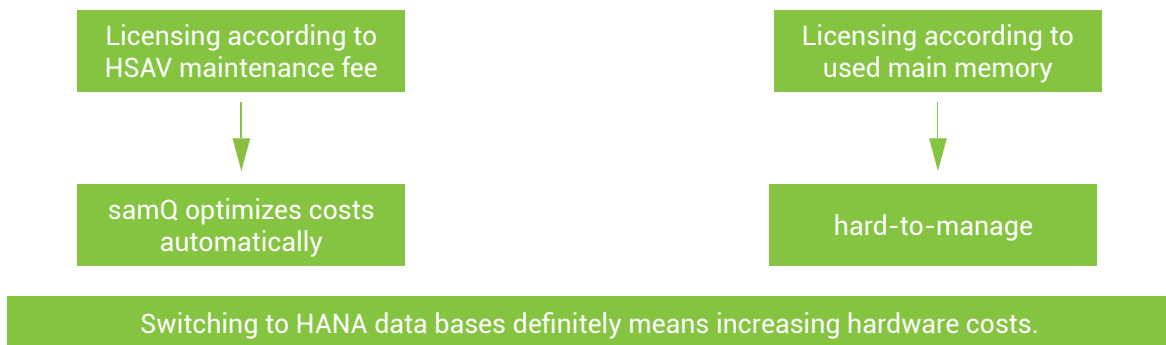 Licensing according to
HSAV maintenance fee
Licensing according to
used main memory
samQ optimizes costs
automatically
hard-to-manage
Switching to HANA data bases definitely means increasing hardware costs.